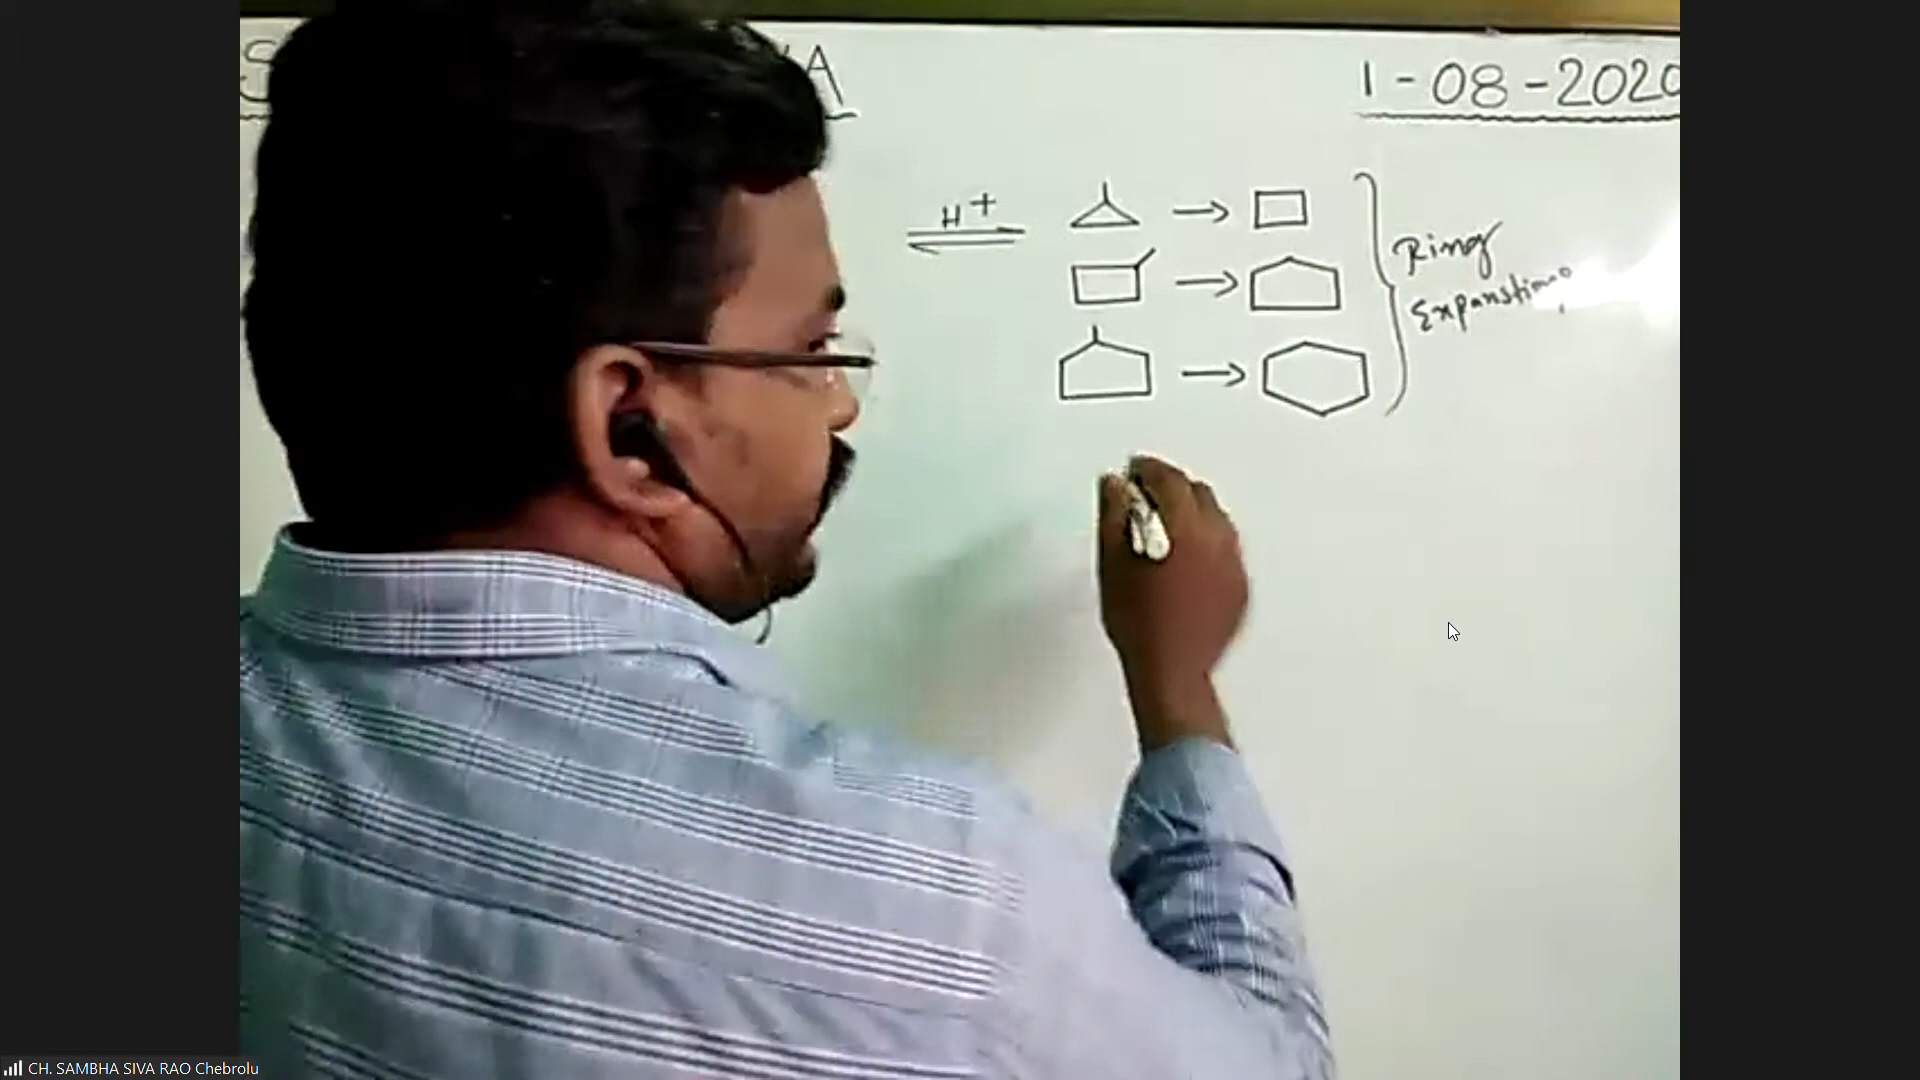 1-08-2020
H+
Ring
Expanstion
CH. SAMBHA SIVA RAO Chebrolu